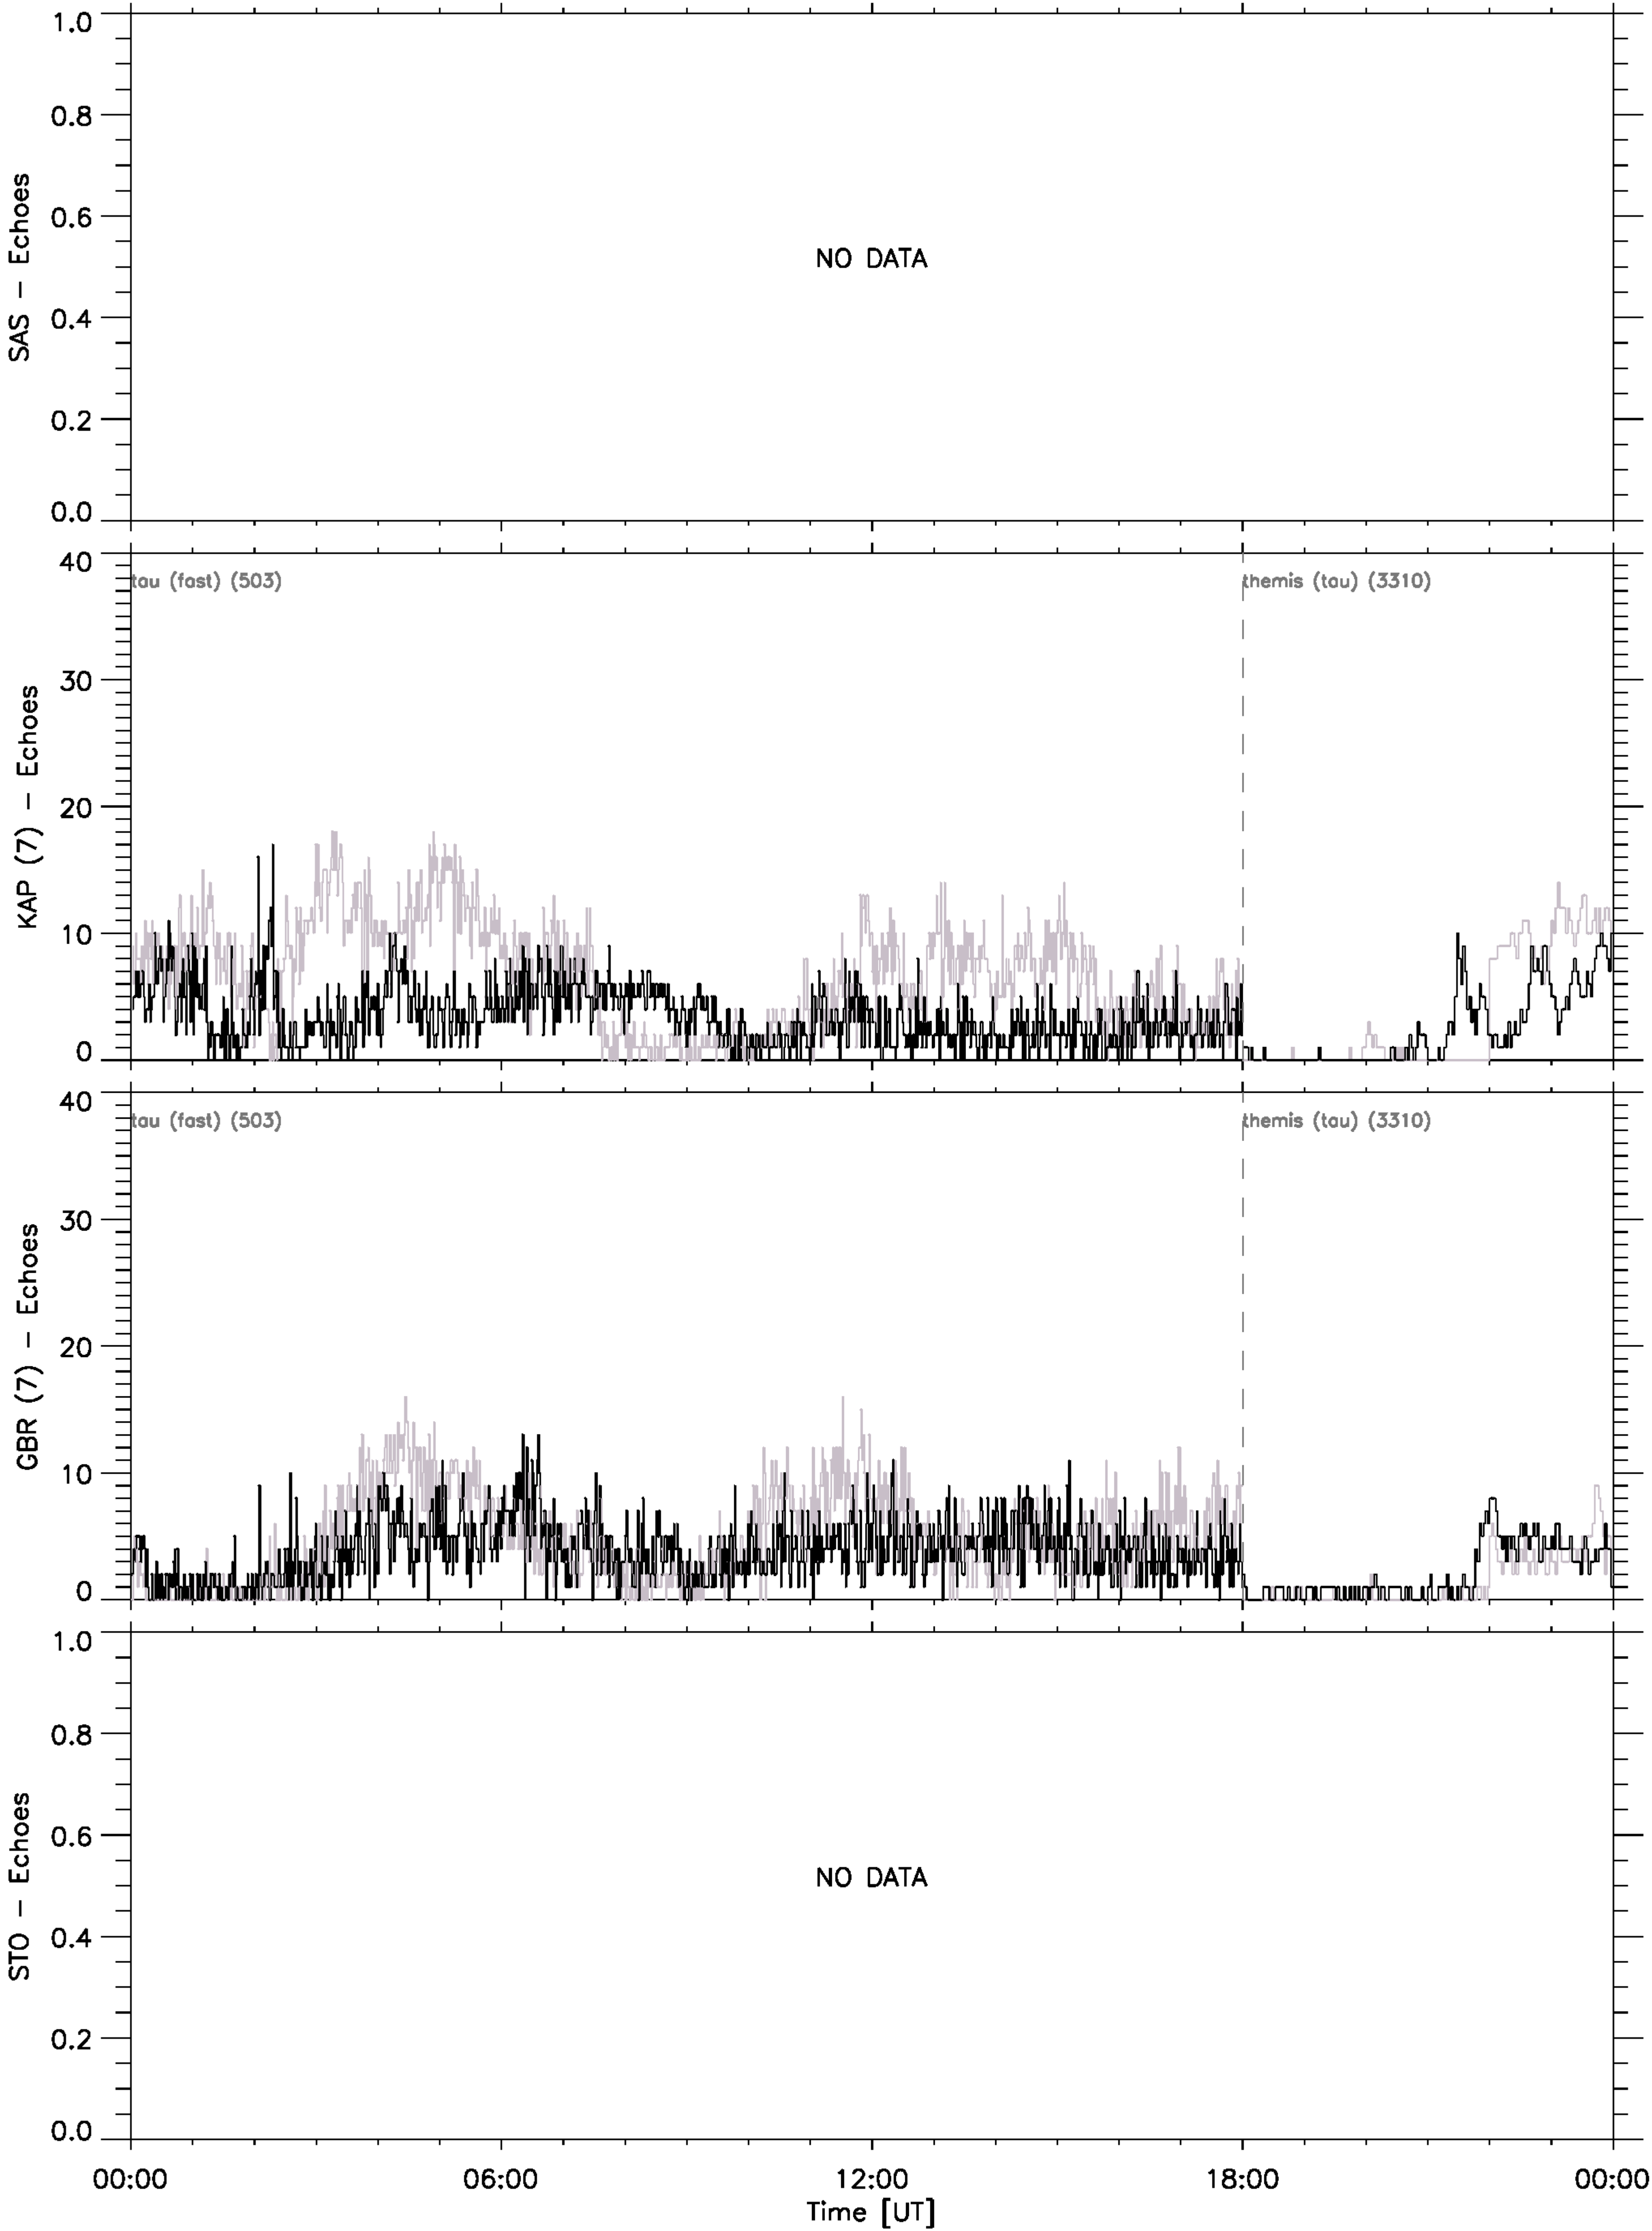 1.0
0.8
0.6
0.4
0.2
0.0
SAS – Echoes
NO DATA
40
30
20
10
0
KAP (7) – Echoes
tau (fast) (503)
themis (tau) (3310)
40
30
20
10
0
GBR (7) – Echoes
tau (fast) (503)
themis (tau) (3310)
1.0
0.8
0.6
0.4
0.2
0.0
STO – Echoes
NO DATA
00:00 06:00 12:00 18:00 00:00
Time [UT]